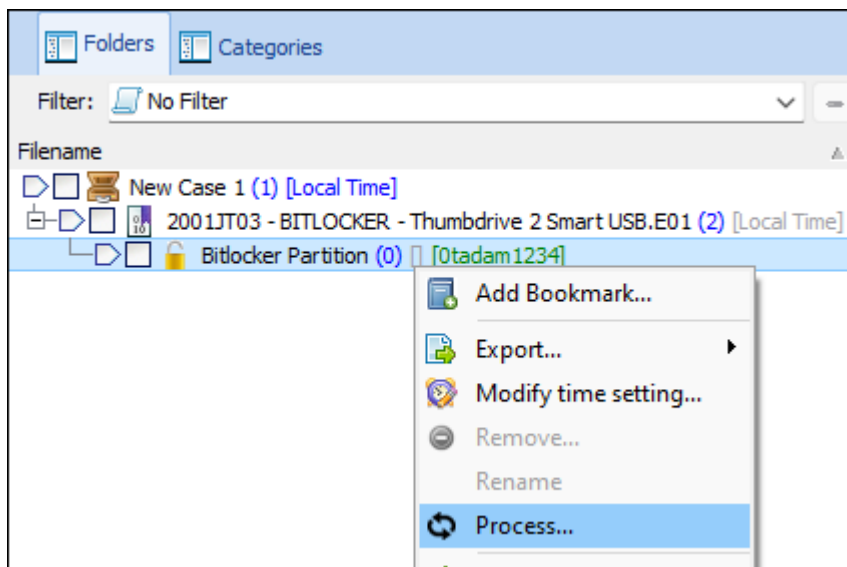 Folders Categories
Filter: No Filter
Filename
New Case 1 (1) [Local Time]
2001JT03 - BITLOCKER - Thumbdrive 2 Smart USB.E01 (2) [Local Time]
Bitlocker Partition (0) [] [0tadam1234]
Add Bookmark...
Export...
Modify time setting...
Remove...
Rename
Process...